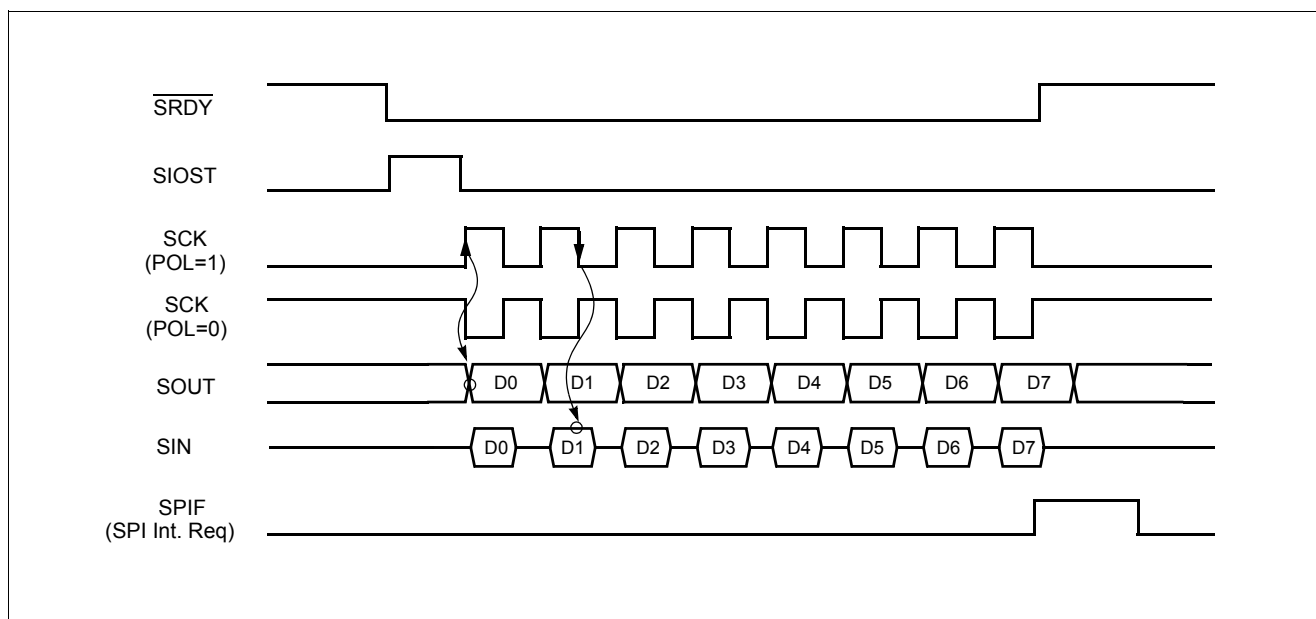 SRDY
SIOST
SCK
(POL=1)
SCK
(POL=0)
SOUT D0 D1 D2 D3 D4 D5 D6 D7
SIN D0 D1 D2 D3 D4 D5 D6 D7
SPIF
(SPI Int. Req)